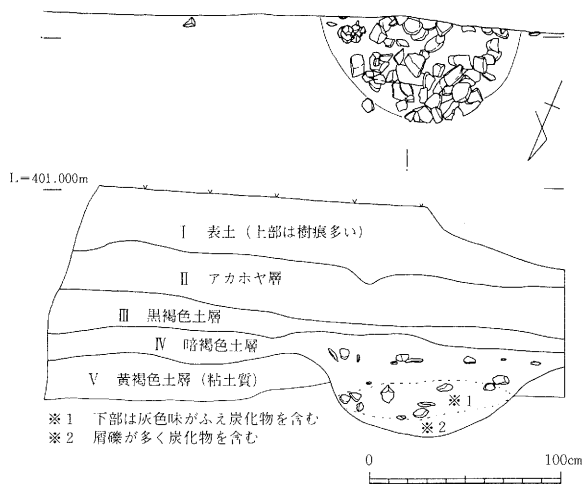 L=401.000m
Ⅰ 表土(上部は樹痕多い)
Ⅱ アカホヤ層
Ⅲ 黒褐色土層
Ⅳ 暗褐色土層
Ⅴ 黄褐色土層(粘土質)
※1
※2
※1 下部は灰色味がふえ炭化物を含む
※2 屑礫が多く炭化物を含む
0 100cm